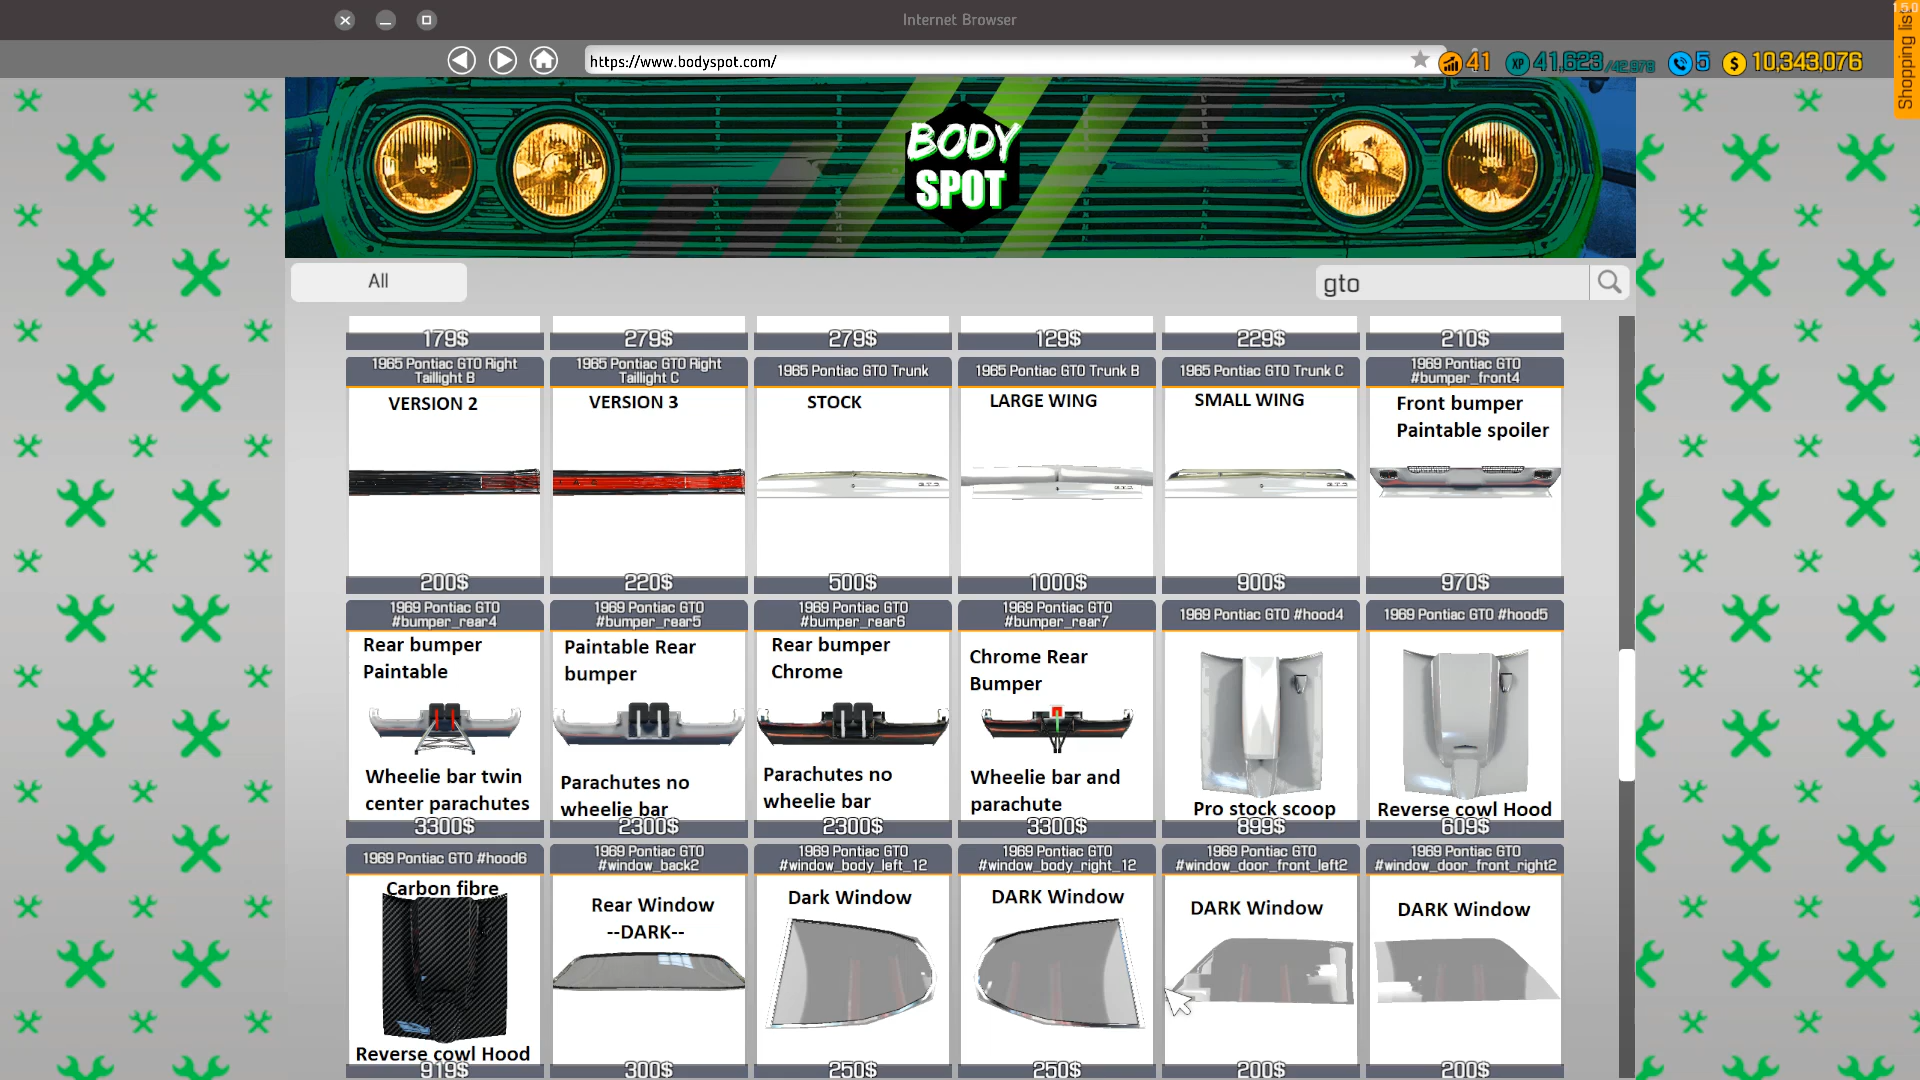 Internet Browser
1.5.0
Shopping list
https://www.bodyspot.com/
41
XP 41,623/42,978
5
$ 10,343,076
BODY
SPOT
All
gto
179$
279$
279$
129$
229$
210$
1965 Pontiac GTO Right
Taillight B
VERSION 2
200$
1965 Pontiac GTO Right
Taillight C
VERSION 3
220$
1965 Pontiac GTO Trunk
STOCK
500$
1965 Pontiac GTO Trunk B
LARGE WING
1000$
1965 Pontiac GTO Trunk C
SMALL WING
900$
1969 Pontiac GTO
#bumper_front4
Front bumper
Paintable spoiler
970$
1969 Pontiac GTO
#bumper_rear4
Rear bumper
Paintable
Wheelie bar twin
center parachutes
3300$
1969 Pontiac GTO
#bumper_rear5
Paintable Rear
bumper
Parachutes no
wheelie bar
2300$
1969 Pontiac GTO
#bumper_rear6
Rear bumper
Chrome
Parachutes no
wheelie bar
2300$
1969 Pontiac GTO
#bumper_rear7
Chrome Rear
Bumper
Wheelie bar and
parachute
3300$
1969 Pontiac GTO #hood4
Pro stock scoop
899$
1969 Pontiac GTO #hood5
Reverse cowl Hood
609$
1969 Pontiac GTO #hood6
Carbon fibre
Reverse cowl Hood
919$
1969 Pontiac GTO
#window_back2
Rear Window
--DARK--
300$
1969 Pontiac GTO
#window_body_left_12
Dark Window
250$
1969 Pontiac GTO
#window_body_right_12
DARK Window
250$
1969 Pontiac GTO
#window_door_front_left2
DARK Window
200$
1969 Pontiac GTO
#window_door_front_right2
DARK Window
200$